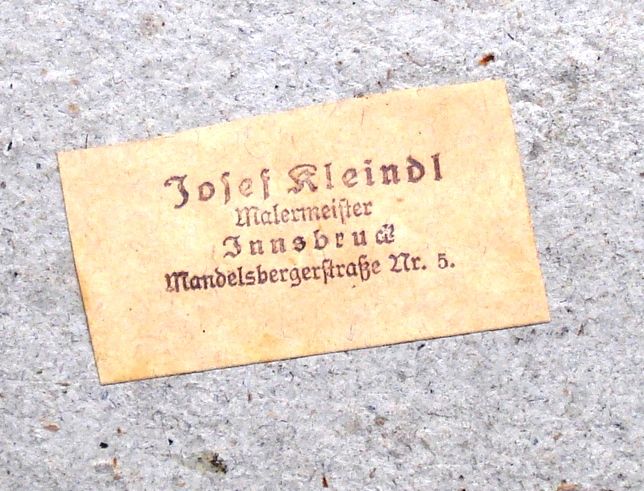 Josef Kleindl
Malermeister
Innsbruck
Mandelsbergerstraße Nr. 5.